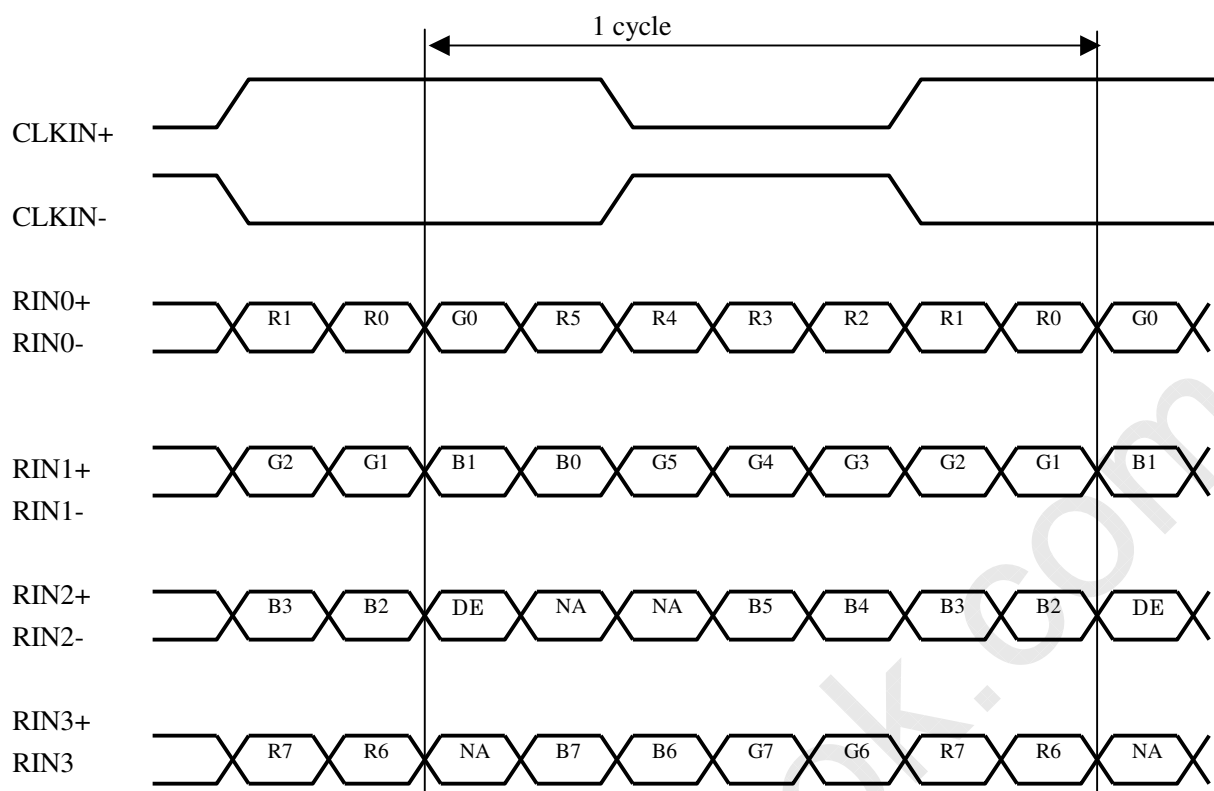 1 cycle
CLKIN+
CLKIN-
RIN0+
R1 R0 G0 R5 R4 R3 R2 R1 R0 G0
RIN0-
G2 G1 B1 B0 G5 G4 G3 G2 G1 B1
RIN1+
RIN1-
RIN2+
B3 B2 DE NA NA B5 B4 B3 B2 DE
RIN2-
RIN3+
R7 R6 NA B7 B6 G7 G6 R7 R6 NA
RIN3